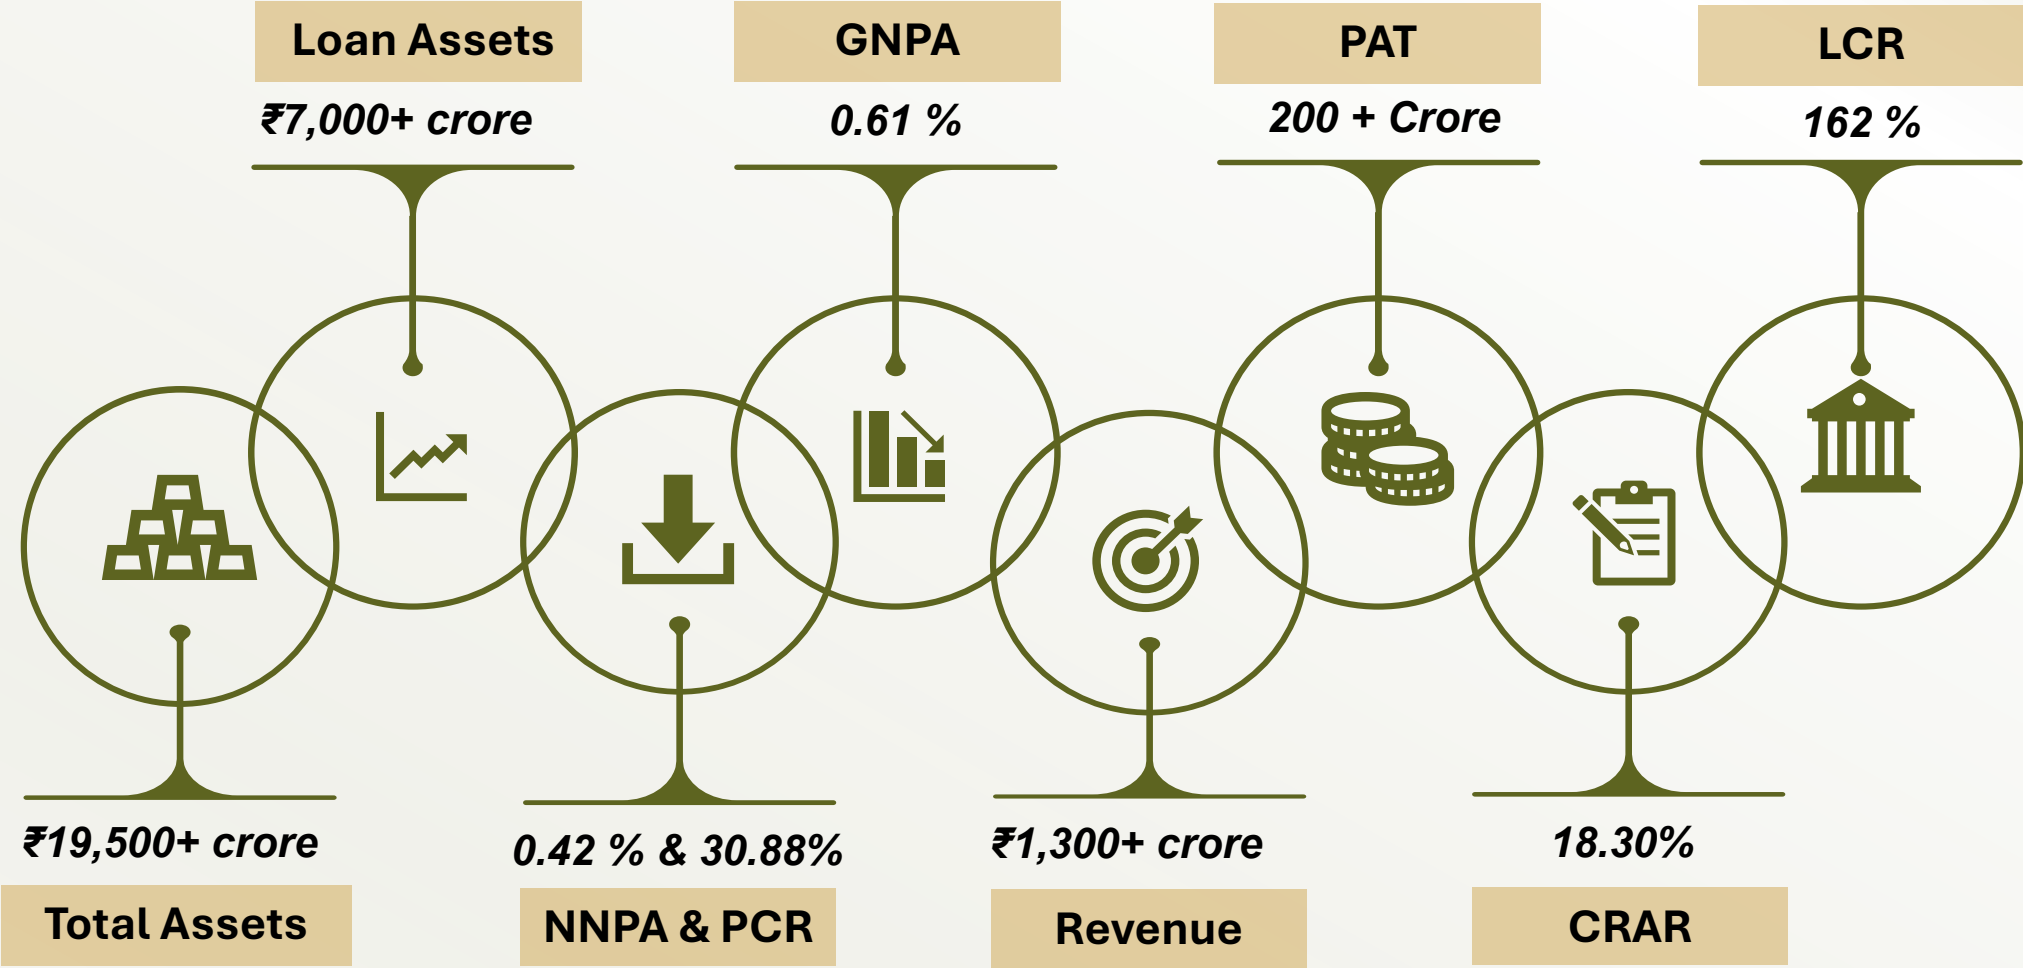 Loan Assets
₹7,000+ crore
GNPA
0.61 %
PAT
200 + Crore
LCR
162 %
₹19,500+ crore
Total Assets
0.42 % & 30.88%
NNPA & PCR
₹1,300+ crore
Revenue
18.30%
CRAR